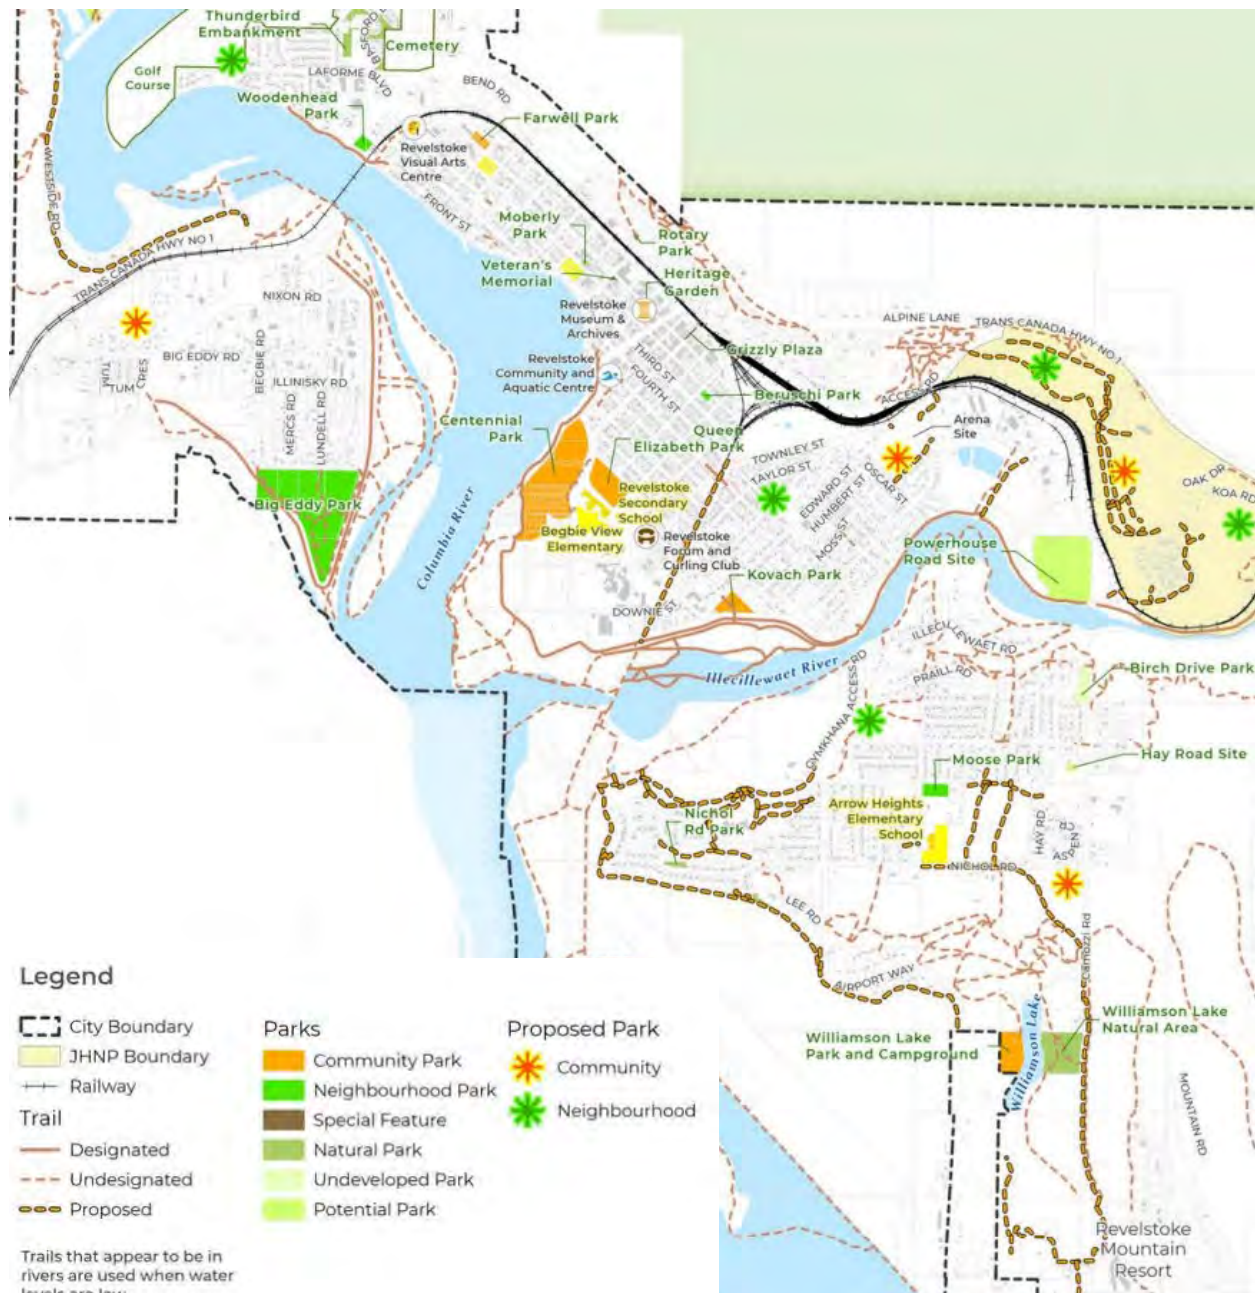 Thunderbird
Embankment
BASFORD
Cemetery
Golf
Course
LAFORME BLVD
BEND RD
Woodenhead
Park
Farwell Park
Revelstoke
Visual Arts
Centre
WESTSIDE RD
FRONT ST
Moberly
Park
Rotary
Park
TRANS CANADA HWY NO 1
Veteran's
Memorial
Heritage
Garden
NIXON RD
Revelstoke
Museum &
Archives
ALPINE LANE
TRANS CANADA HWY NO 1
BIG EDDY RD
BEGBIE RD
TUM
TUM
CRES
ILLINISKY RD
MERCS RD
LUNDELL RD
THIRD ST
FOURTH ST
Grizzly Plaza
Revelstoke
Community and
Aquatic Centre
Beruschi Park
ACCESS RD
Arena
Site
Centennial
Park
Queen
Elizabeth Park
TOWNLEY ST
TAYLOR ST
EDWARD ST
HUMBERT ST
OSCAR ST
MOSS ST
OAK DR
KOA RD
Big Eddy Park
Revelstoke
Secondary
School
Begbie View
Elementary
Revelstoke
Forum and
Curling Club
Columbia River
Powerhouse
Road Site
Kovach Park
DOWNIE ST
ILLECILLEWAET RD
Illecillewaet River
PRAILL RD
Birch Drive Park
GYMKHANA ACCESS RD
Moose Park
Hay Road Site
Arrow Heights
Elementary
School
Nichol
Rd Park
HAY RD
ASPEN
NICHOL RD
LEE RD
Camozzi Rd
AIRPORT WAY
Williamson Lake
Natural Area
Williamson Lake
Park and Campground
Williamson Lake
MOUNTAIN RD
Revelstoke
Mountain
Resort
Legend
City Boundary
JHNP Boundary
Railway
Trail
Designated
Undesignated
Proposed
Parks
Community Park
Neighbourhood Park
Special Feature
Natural Park
Undeveloped Park
Potential Park
Proposed Park
Community
Neighbourhood
Trails that appear to be in
rivers are used when water
levels are low